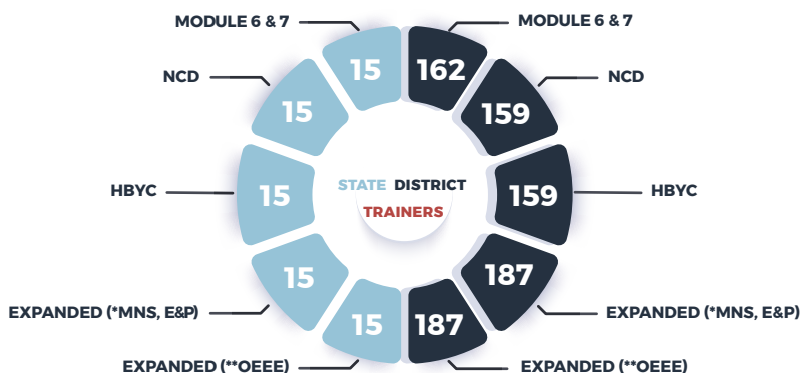 MODULE 6 & 7
MODULE 6 & 7
15
162
NCD
NCD
15
159
STATE DISTRICT
TRAINERS
HBYC
15
159
HBYC
15
187
EXPANDED (*MNS, E&P)
EXPANDED (*MNS, E&P)
15
187
EXPANDED (**OEEE)
EXPANDED (**OEEE)